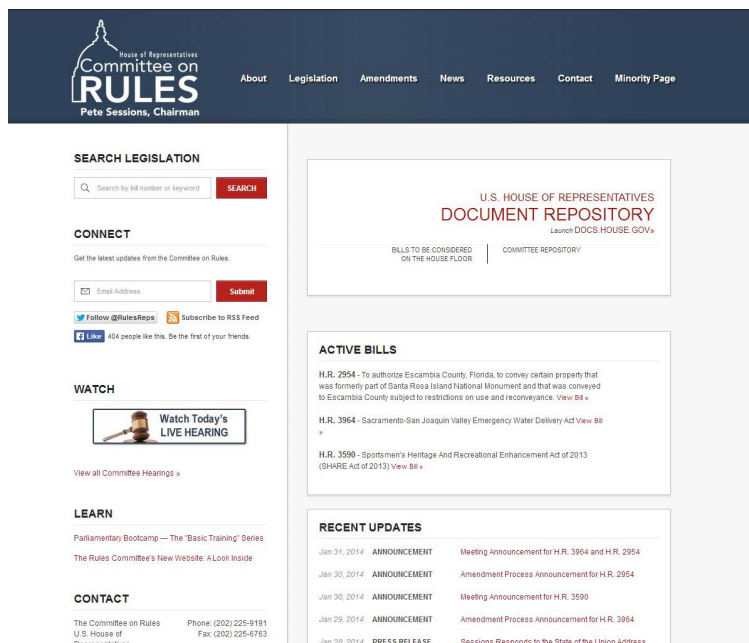 House of Representatives
Committee on
RULES
Pete Sessions, Chairman
About Legislation Amendments News Resources Contact Minority Page
SEARCH LEGISLATION
Search by bill number or keyword SEARCH
CONNECT
Get the latest updates from the Committee on Rules.
Email Address Submit
Follow @RulesReps Subscribe to RSS Feed
Like 404 people like this. Be the first of your friends.
WATCH
Watch Today's
LIVE HEARING
View all Committee Hearings »
LEARN
Parliamentary Bootcamp — The "Basic Training" Series
The Rules Committee's New Website: A Look Inside
CONTACT
The Committee on Rules Phone: (202) 225-9191
U.S. House of Fax: (202) 225-6763
Representatives
U.S. HOUSE OF REPRESENTATIVES
DOCUMENT REPOSITORY
Launch DOCS.HOUSE.GOV»
BILLS TO BE CONSIDERED
ON THE HOUSE FLOOR
COMMITTEE REPOSITORY
ACTIVE BILLS
H.R. 2954 - To authorize Escambia County, Florida, to convey certain property that
was formerly part of Santa Rosa Island National Monument and that was conveyed
to Escambia County subject to restrictions on use and reconveyance. View Bill »
H.R. 3964 - Sacramento-San Joaquin Valley Emergency Water Delivery Act View Bill
»
H.R. 3590 - Sportsmen's Heritage And Recreational Enhancement Act of 2013
(SHARE Act of 2013) View Bill »
RECENT UPDATES
Jan 31, 2014 ANNOUNCEMENT Meeting Announcement for H.R. 3964 and H.R. 2954
Jan 30, 2014 ANNOUNCEMENT Amendment Process Announcement for H.R. 2954
Jan 30, 2014 ANNOUNCEMENT Meeting Announcement for H.R. 3590
Jan 29, 2014 ANNOUNCEMENT Amendment Process Announcement for H.R. 3964
Jan 28, 2014 PRESS RELEASE Sessions Responds to the State of the Union Address